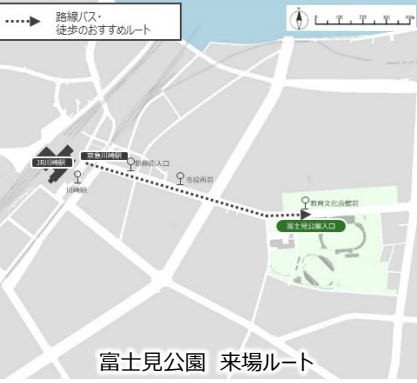 路線バス・
徒歩のおすすめルート
JR川崎駅
京急川崎駅
川崎駅
市役所前
教育文化会館前
富士見公園入口
富士見公園 来場ルート